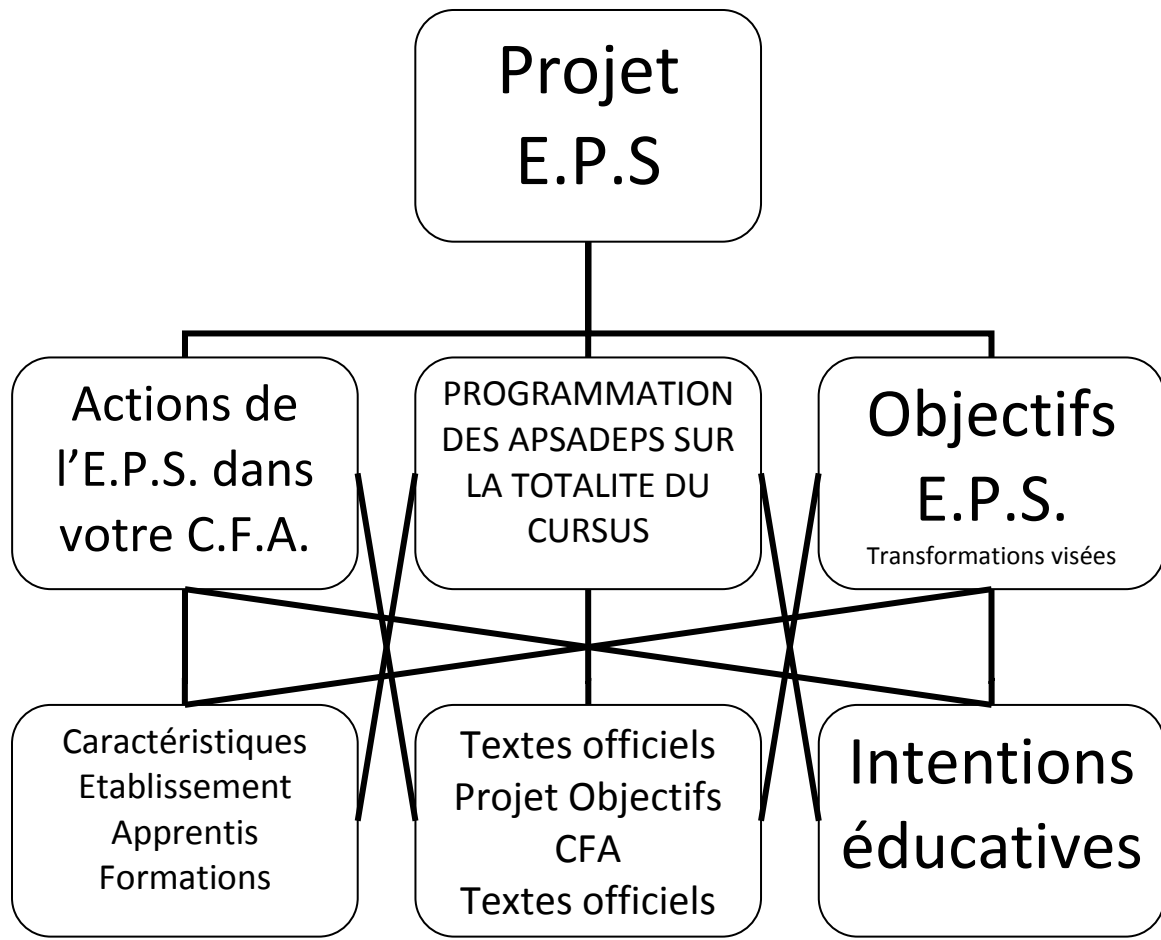 Projet
E.P.S
Actions de
l’E.P.S. dans
votre C.F.A.
PROGRAMMATION
DES APSADEPS SUR
LA TOTALITE DU
CURSUS
Objectifs
E.P.S.
Transformations visées
Caractéristiques
Etablissement
Apprentis
Formations
Textes officiels
Projet Objectifs
CFA
Textes officiels
Intentions
éducatives